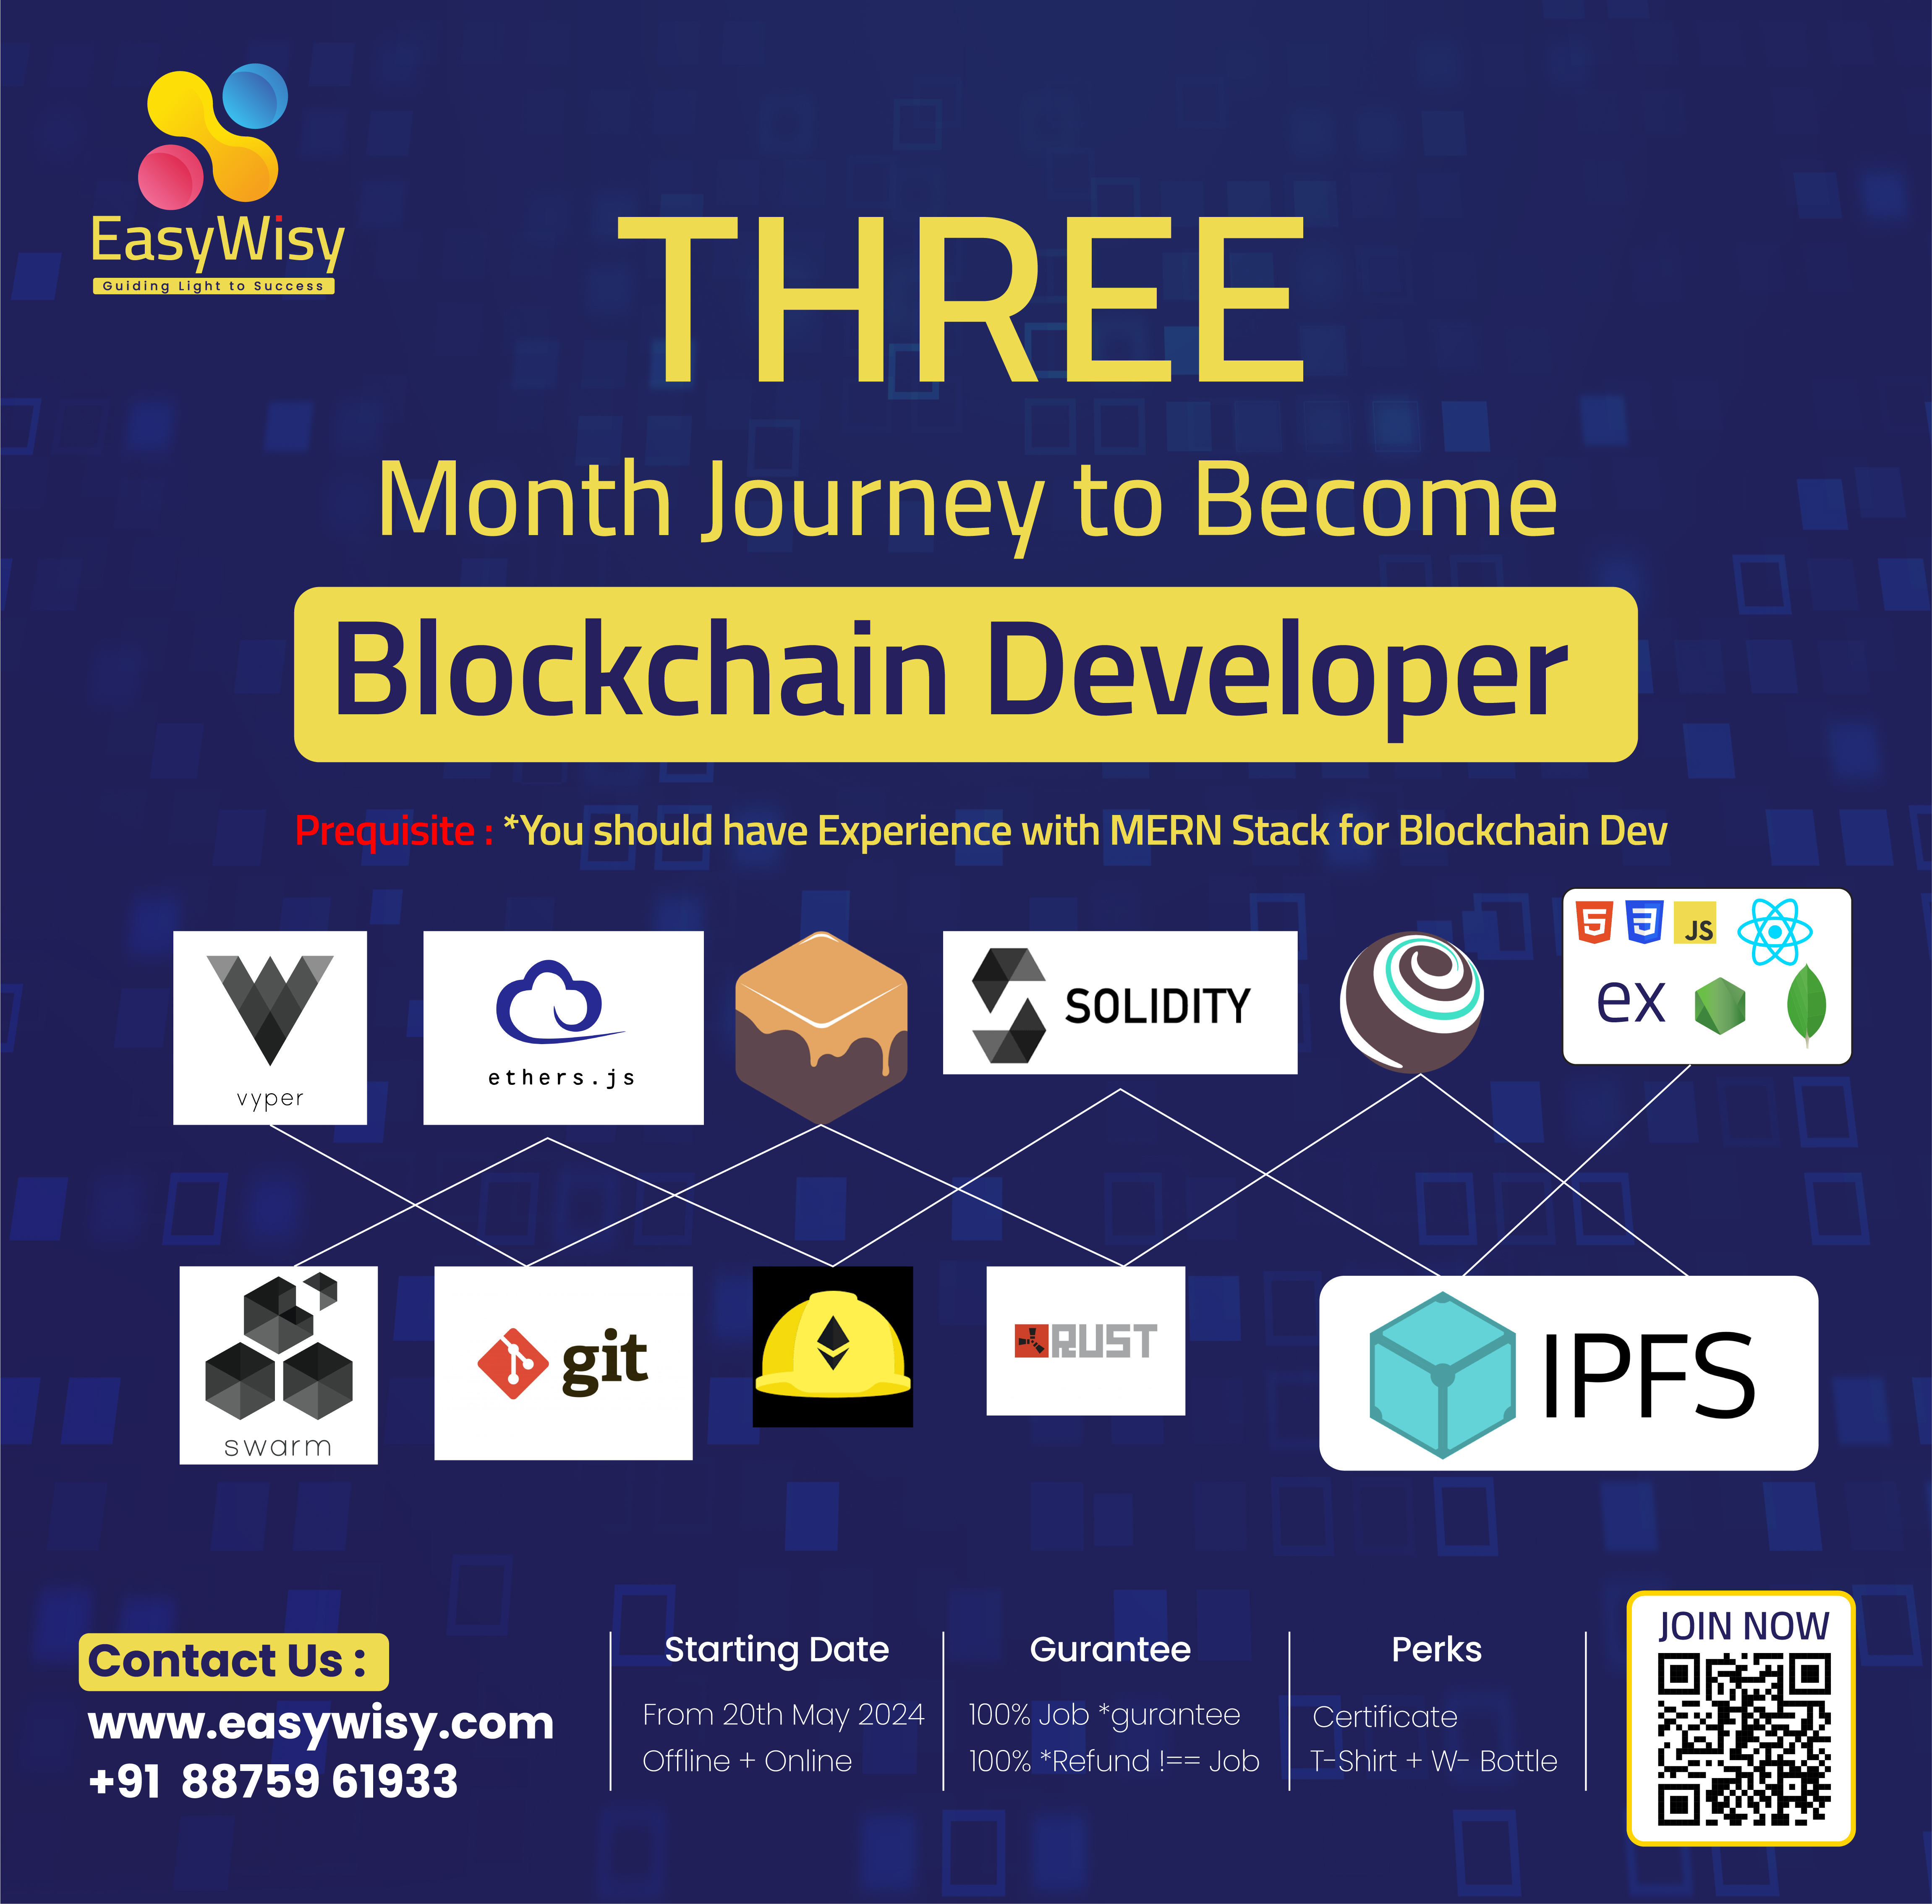 EasyWisy
Guiding Light to Success
THREE
Month Journey to Become
Blockchain Developer
Prequisite : *You should have Experience with MERN Stack for Blockchain Dev
vyper
ethers.js
SOLIDITY
5 3 JS
ex
swarm
git
RUST
IPFS
Contact Us :
www.easywisy.com
+91 88759 61933
Starting Date
From 20th May 2024
Offline + Online
Gurantee
100% Job *gurantee
100% *Refund !== Job
Perks
Certificate
T-Shirt + W- Bottle
JOIN NOW